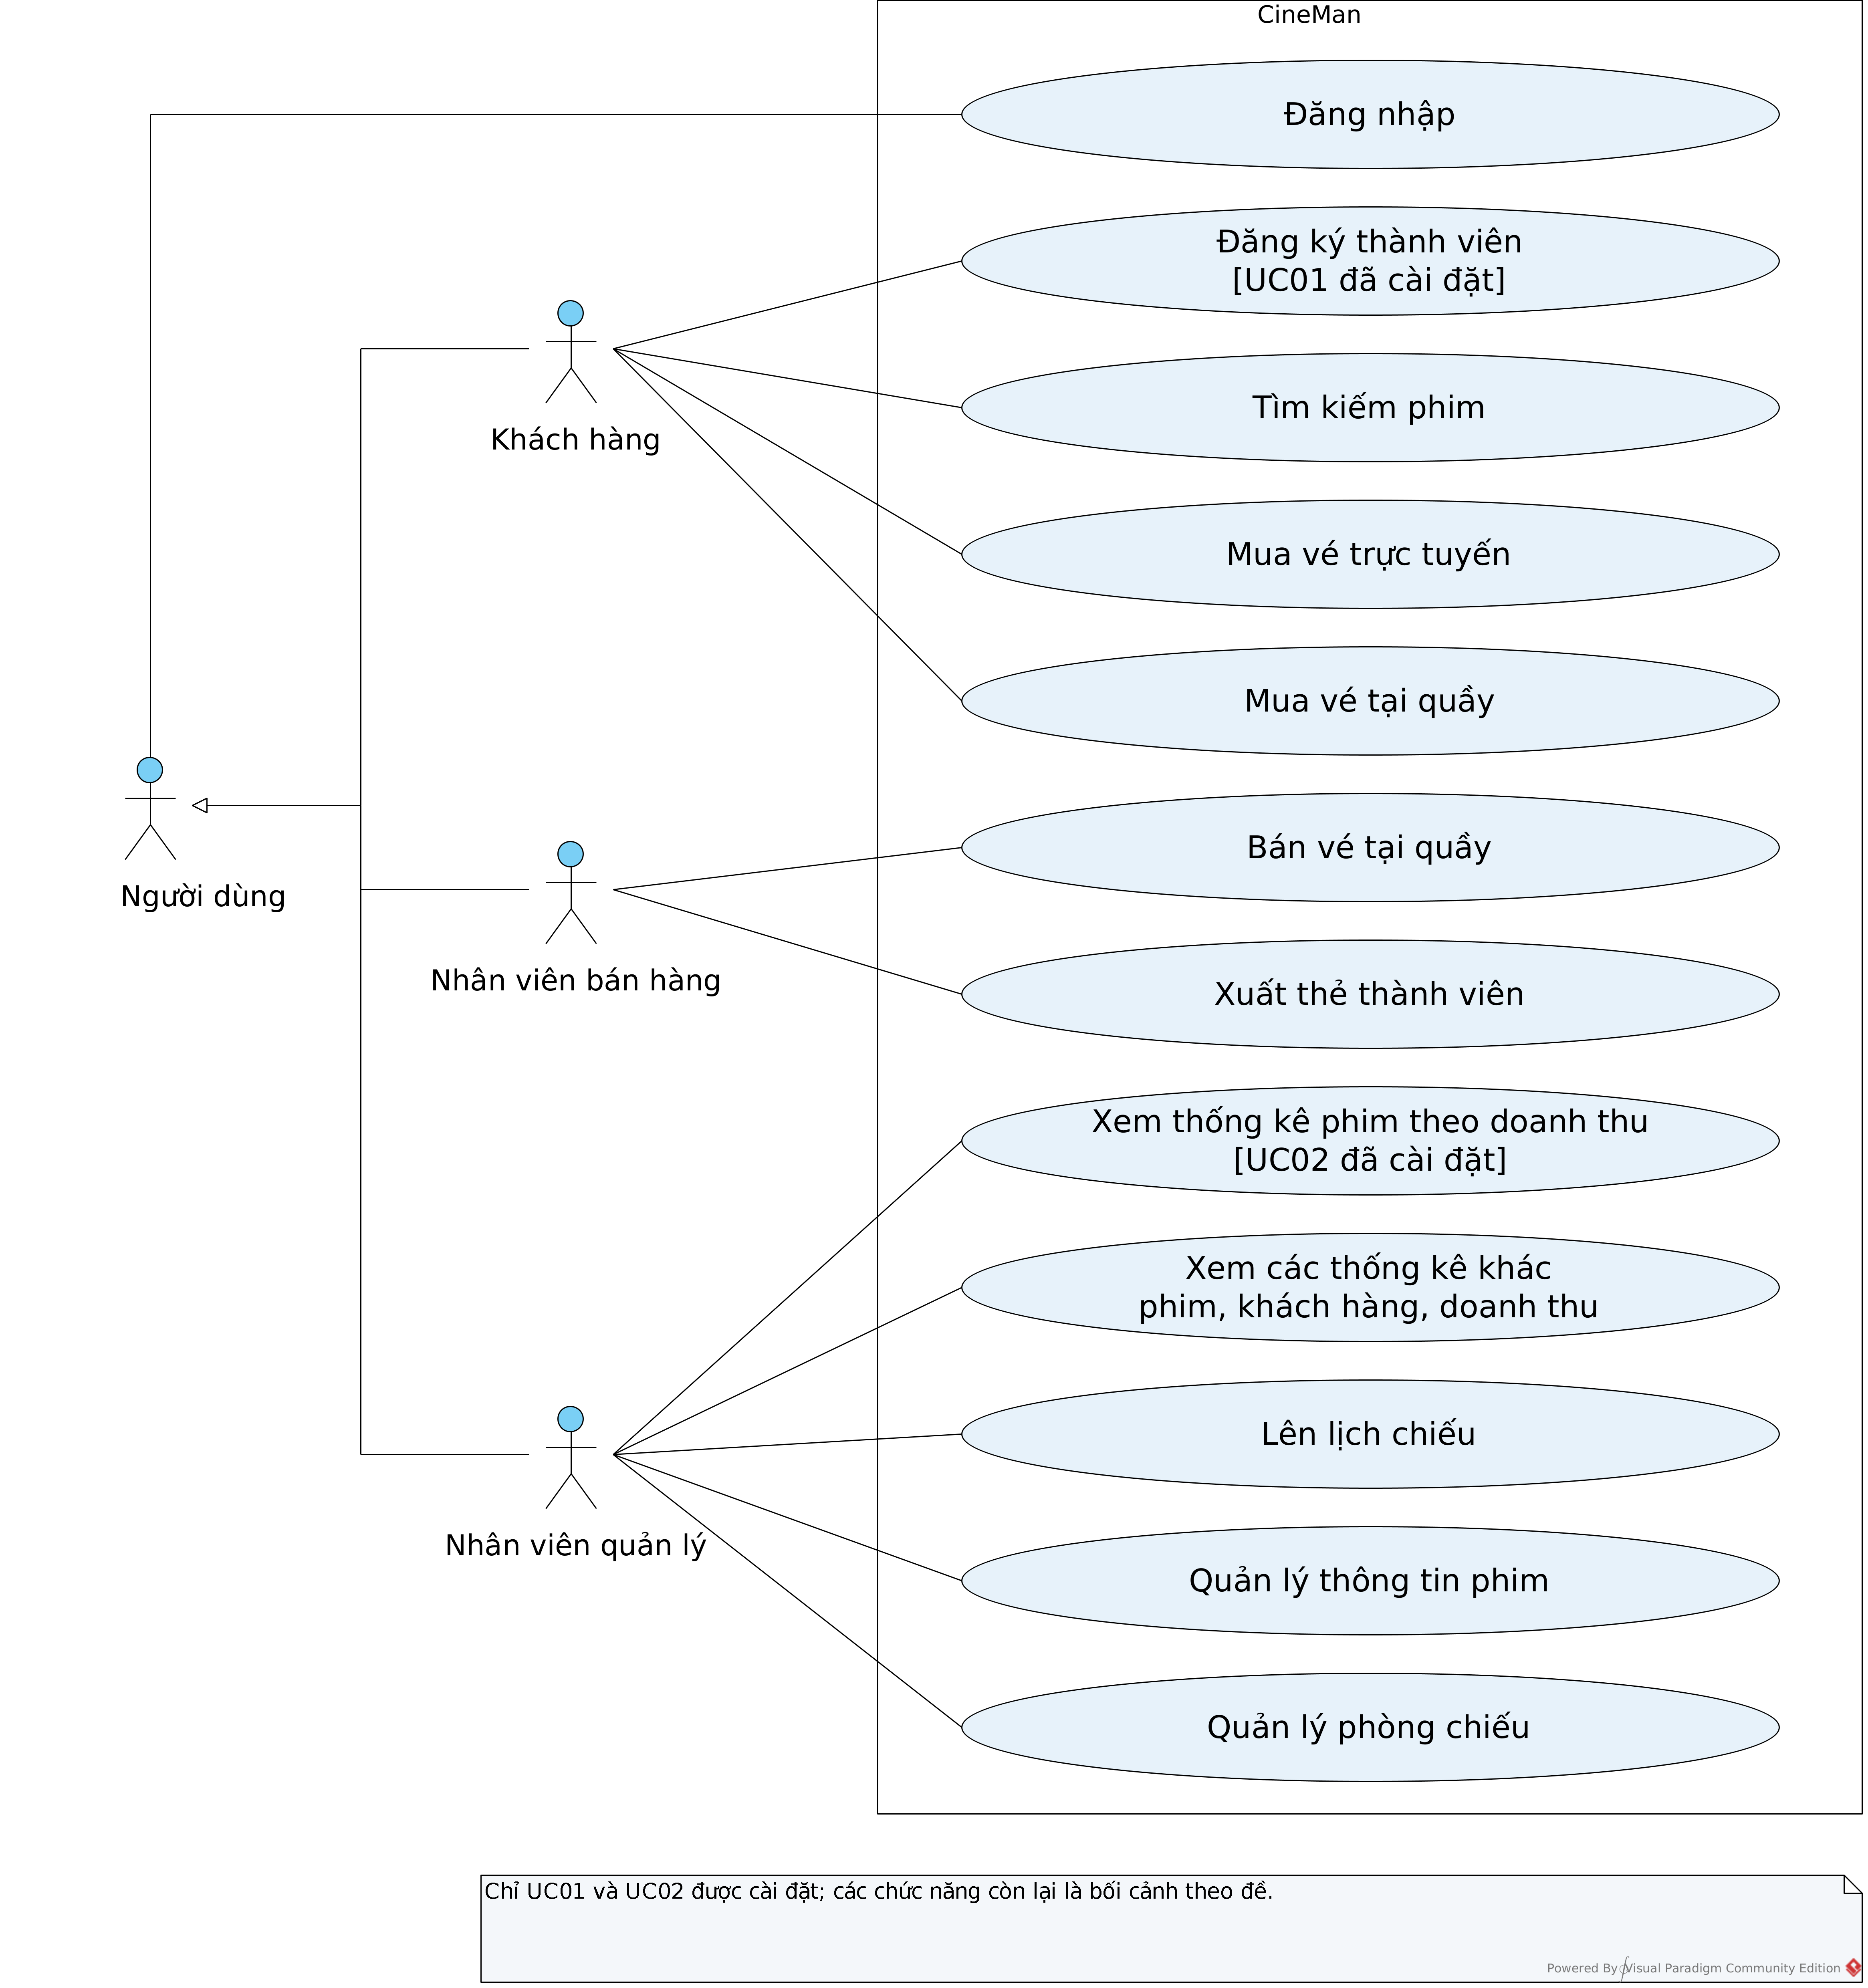 CineMan
Đăng nhập
Đăng ký thành viên
[UC01 đã cài đặt]
Tìm kiếm phim
Khách hàng
Mua vé trực tuyến
Mua vé tại quầy
Người dùng
Bán vé tại quầy
Nhân viên bán hàng
Xuất thẻ thành viên
Xem thống kê phim theo doanh thu
[UC02 đã cài đặt]
Xem các thống kê khác
phim, khách hàng, doanh thu
Lên lịch chiếu
Nhân viên quản lý
Quản lý thông tin phim
Quản lý phòng chiếu
Chỉ UC01 và UC02 được cài đặt; các chức năng còn lại là bối cảnh theo đề.
Powered By Visual Paradigm Community Edition